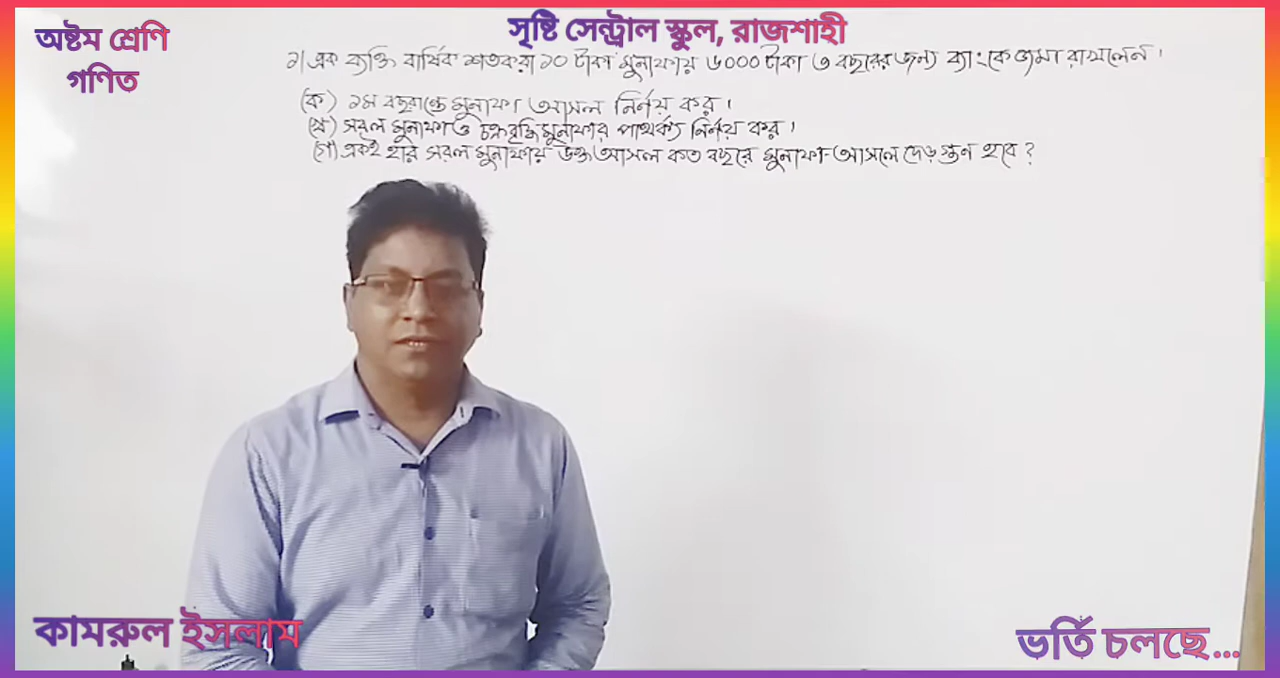 অষ্টম শ্রেণি
গণিত
সৃষ্টি সেন্ট্রাল স্কুল, রাজশাহী
১। এক ব্যক্তি বার্ষিক শতকরা ১০ টাকা মুনাফায় ৬০০০ টাকা ৩ বছরের জন্য ব্যাংকে জমা রাখলেন।
(ক) ১ম বছরান্তে মুনাফা আসল নির্ণয় কর।
(খ) সরল মুনাফা ও চক্রবৃদ্ধি মুনাফার পার্থক্য নির্ণয় কর।
(গ) একই হার সরল মুনাফায় উক্ত আসল কত বছরে মুনাফা-আসলে দেড়গুন হবে ?
কামরুল ইসলাম
ভর্তি চলছে...